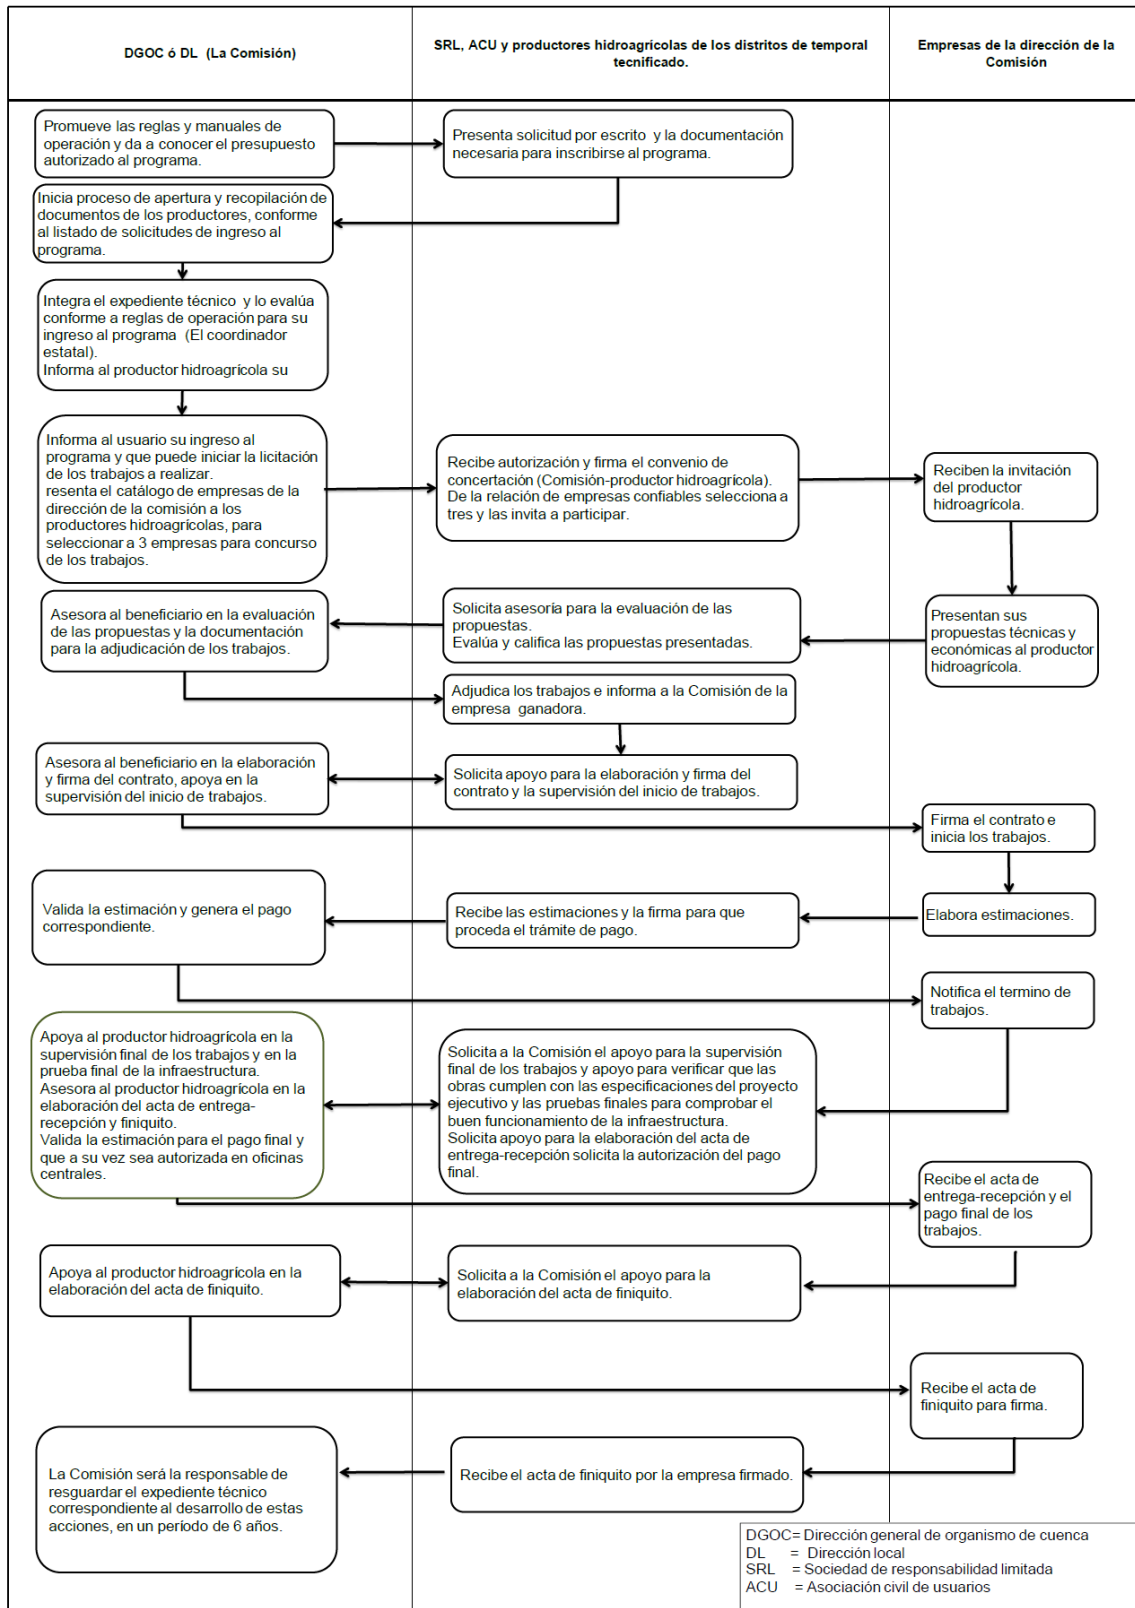 DGOC ó DL  (La Comisión)
SRL, ACU y productores hidroagrícolas de los distritos de temporal
tecnificado.
Empresas de la dirección de la
Comisión
Promueve las reglas y manuales de
operación y da a conocer el presupuesto
autorizado al programa.
Presenta solicitud por escrito  y la documentación
necesaria para inscribirse al programa.
Inicia proceso de apertura y recopilación de
documentos de los productores, conforme
al listado de solicitudes de ingreso al
programa.
Integra el expediente técnico  y lo evalúa
conforme a reglas de operación para su
ingreso al programa  (El coordinador
estatal).
Informa al productor hidroagrícola su
Informa al usuario su ingreso al
programa y que puede iniciar la licitación
de los trabajos a realizar.
resenta el catálogo de empresas de la
dirección de la comisión a los
productores hidroagrícolas, para
seleccionar a 3 empresas para concurso
de los trabajos.
Recibe autorización y firma el convenio de
concertación (Comisión-productor hidroagrícola).
De la relación de empresas confiables selecciona a
tres y las invita a participar.
Reciben la invitación
del productor
hidroagrícola.
Asesora al beneficiario en la evaluación
de las propuestas y la documentación
para la adjudicación de los trabajos.
Solicita asesoría para la evaluación de las
propuestas.
Evalúa y califica las propuestas presentadas.
Presentan sus
propuestas técnicas y
económicas al productor
hidroagrícola.
Adjudica los trabajos e informa a la Comisión de la
empresa  ganadora.
Asesora al beneficiario en la elaboración
y firma del contrato, apoya en la
supervisión del inicio de trabajos.
Solicita apoyo para la elaboración y firma del
contrato y la supervisión del inicio de trabajos.
Firma el contrato e
inicia los trabajos.
Valida la estimación y genera el pago
correspondiente.
Recibe las estimaciones y la firma para que
proceda el trámite de pago.
Elabora estimaciones.
Notifica el termino de
trabajos.
Apoya al productor hidroagrícola en la
supervisión final de los trabajos y en la
prueba final de la infraestructura.
Asesora al productor hidroagrícola en la
elaboración del acta de entrega-
recepción y finiquito.
Valida la estimación para el pago final y
que a su vez sea autorizada en oficinas
centrales.
Solicita a la Comisión el apoyo para la supervisión
final de los trabajos y apoyo para verificar que las
obras cumplen con las especificaciones del proyecto
ejecutivo y las pruebas finales para comprobar el
buen funcionamiento de la infraestructura.
Solicita apoyo para la elaboración del acta de
entrega-recepción solicita la autorización del pago
final.
Recibe el acta de
entrega-recepción y el
pago final de los
trabajos.
Apoya al productor hidroagrícola en la
elaboración del acta de finiquito.
Solicita a la Comisión el apoyo para la
elaboración del acta de finiquito.
Recibe el acta de
finiquito para firma.
La Comisión será la responsable de
resguardar el expediente técnico
correspondiente al desarrollo de estas
acciones, en un período de 6 años.
Recibe el acta de finiquito por la empresa firmado.
DGOC= Dirección general de organismo de cuenca
DL = Dirección local
SRL = Sociedad de responsabilidad limitada
ACU = Asociación civil de usuarios